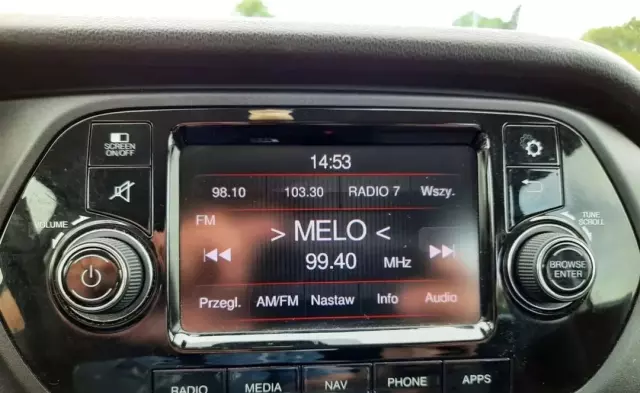 SCREEN
ON/OFF
14:53
98.10 103.30 RADIO 7 Wszy.
FM
VOLUME
> MELO <
99.40 MHz
TUNE
SCROLL
BROWSE
ENTER
Przegl. AM/FM Nastaw Info Audio
RADIO MEDIA NAV PHONE APPS